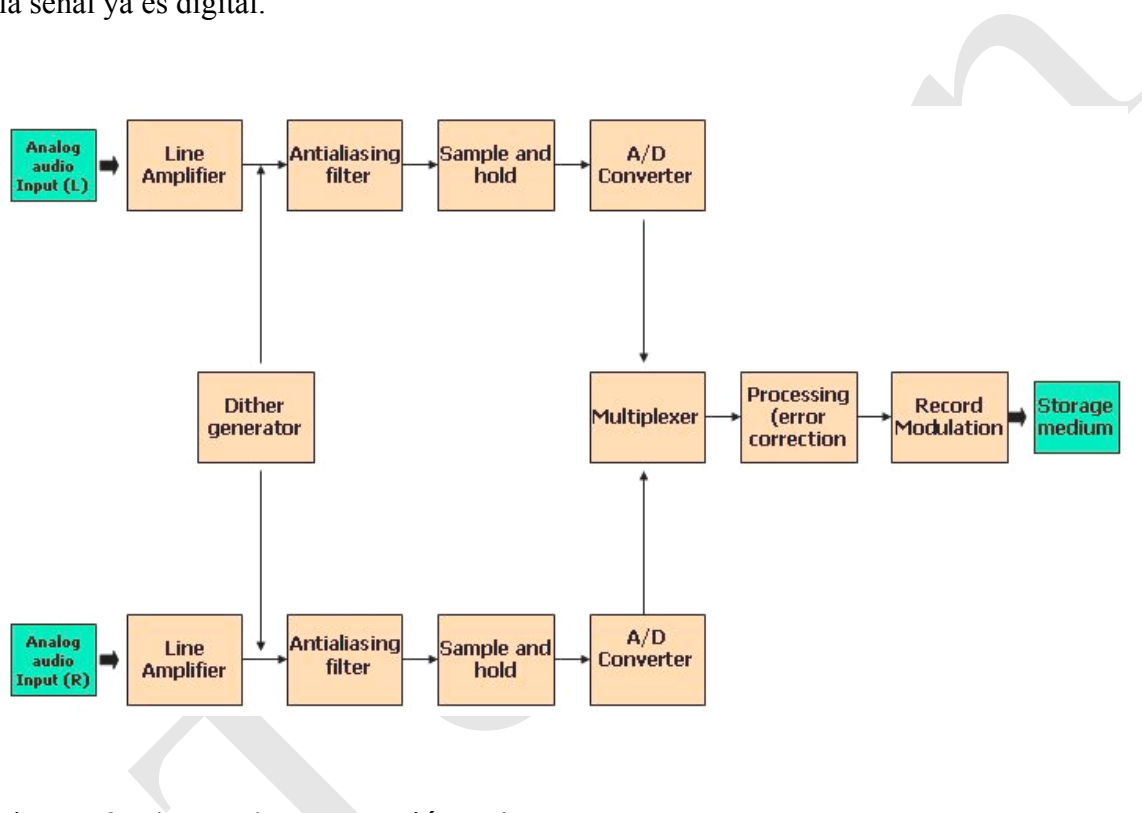 la señal ya es digital.
Analog
audio
Input (L)
Line
Amplifier
Antialiasing
filter
Sample and
hold
A/D
Converter
Dither
generator
Multiplexer
Processing
(error
correction
Record
Modulation
Storage
medium
Analog
audio
Input (R)
Line
Amplifier
Antialiasing
filter
Sample and
hold
A/D
Converter